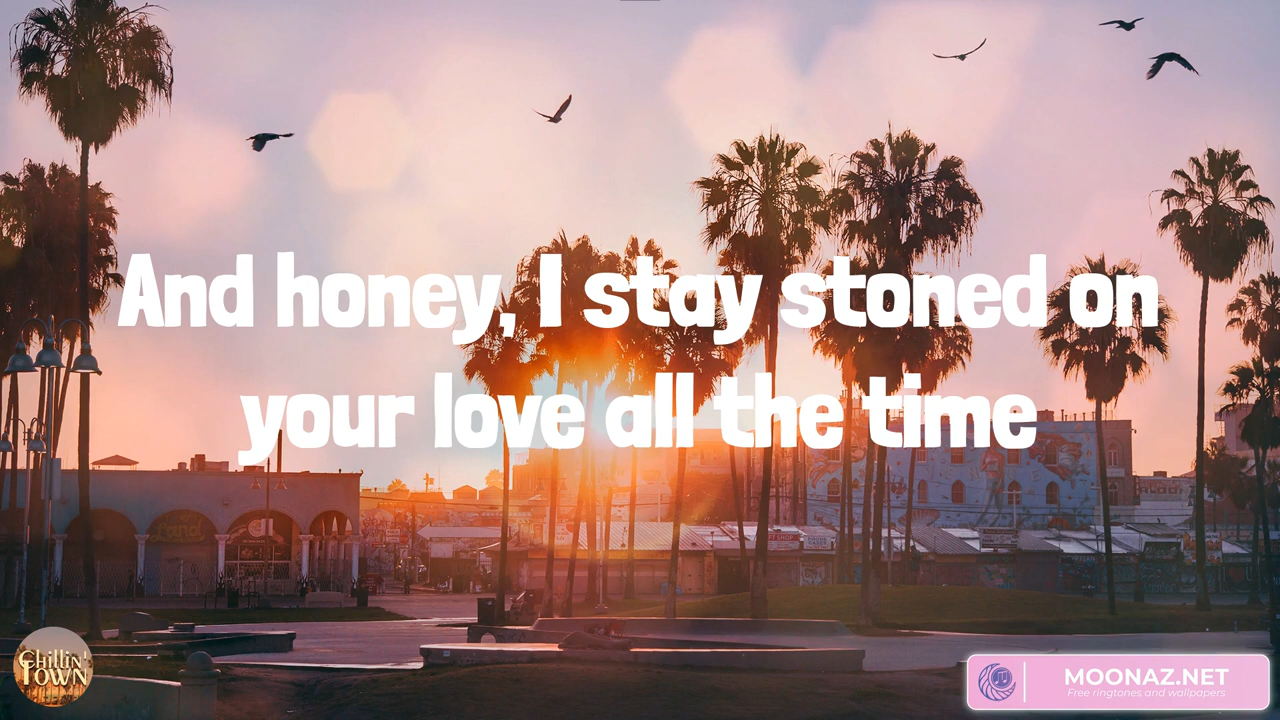 And honey, I stay stoned on
your love all the time
Chillin'
TOWN
MOONAZ.NET
Free ringtones and wallpapers